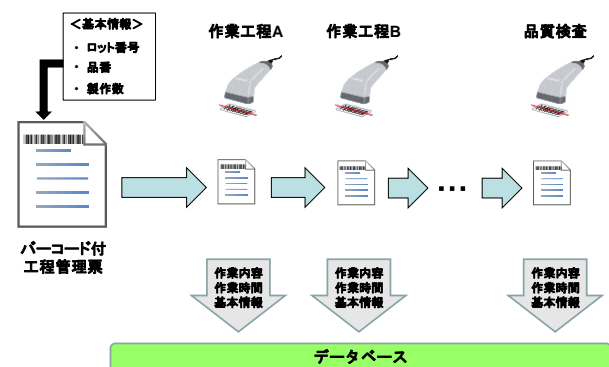 ＜基本情報＞
・ ロット番号
・ 品番
・ 製作数
作業工程A
作業工程B
品質検査
バーコード付
工程管理票
…
作業内容
作業時間
基本情報
作業内容
作業時間
基本情報
作業内容
作業時間
基本情報
データベース